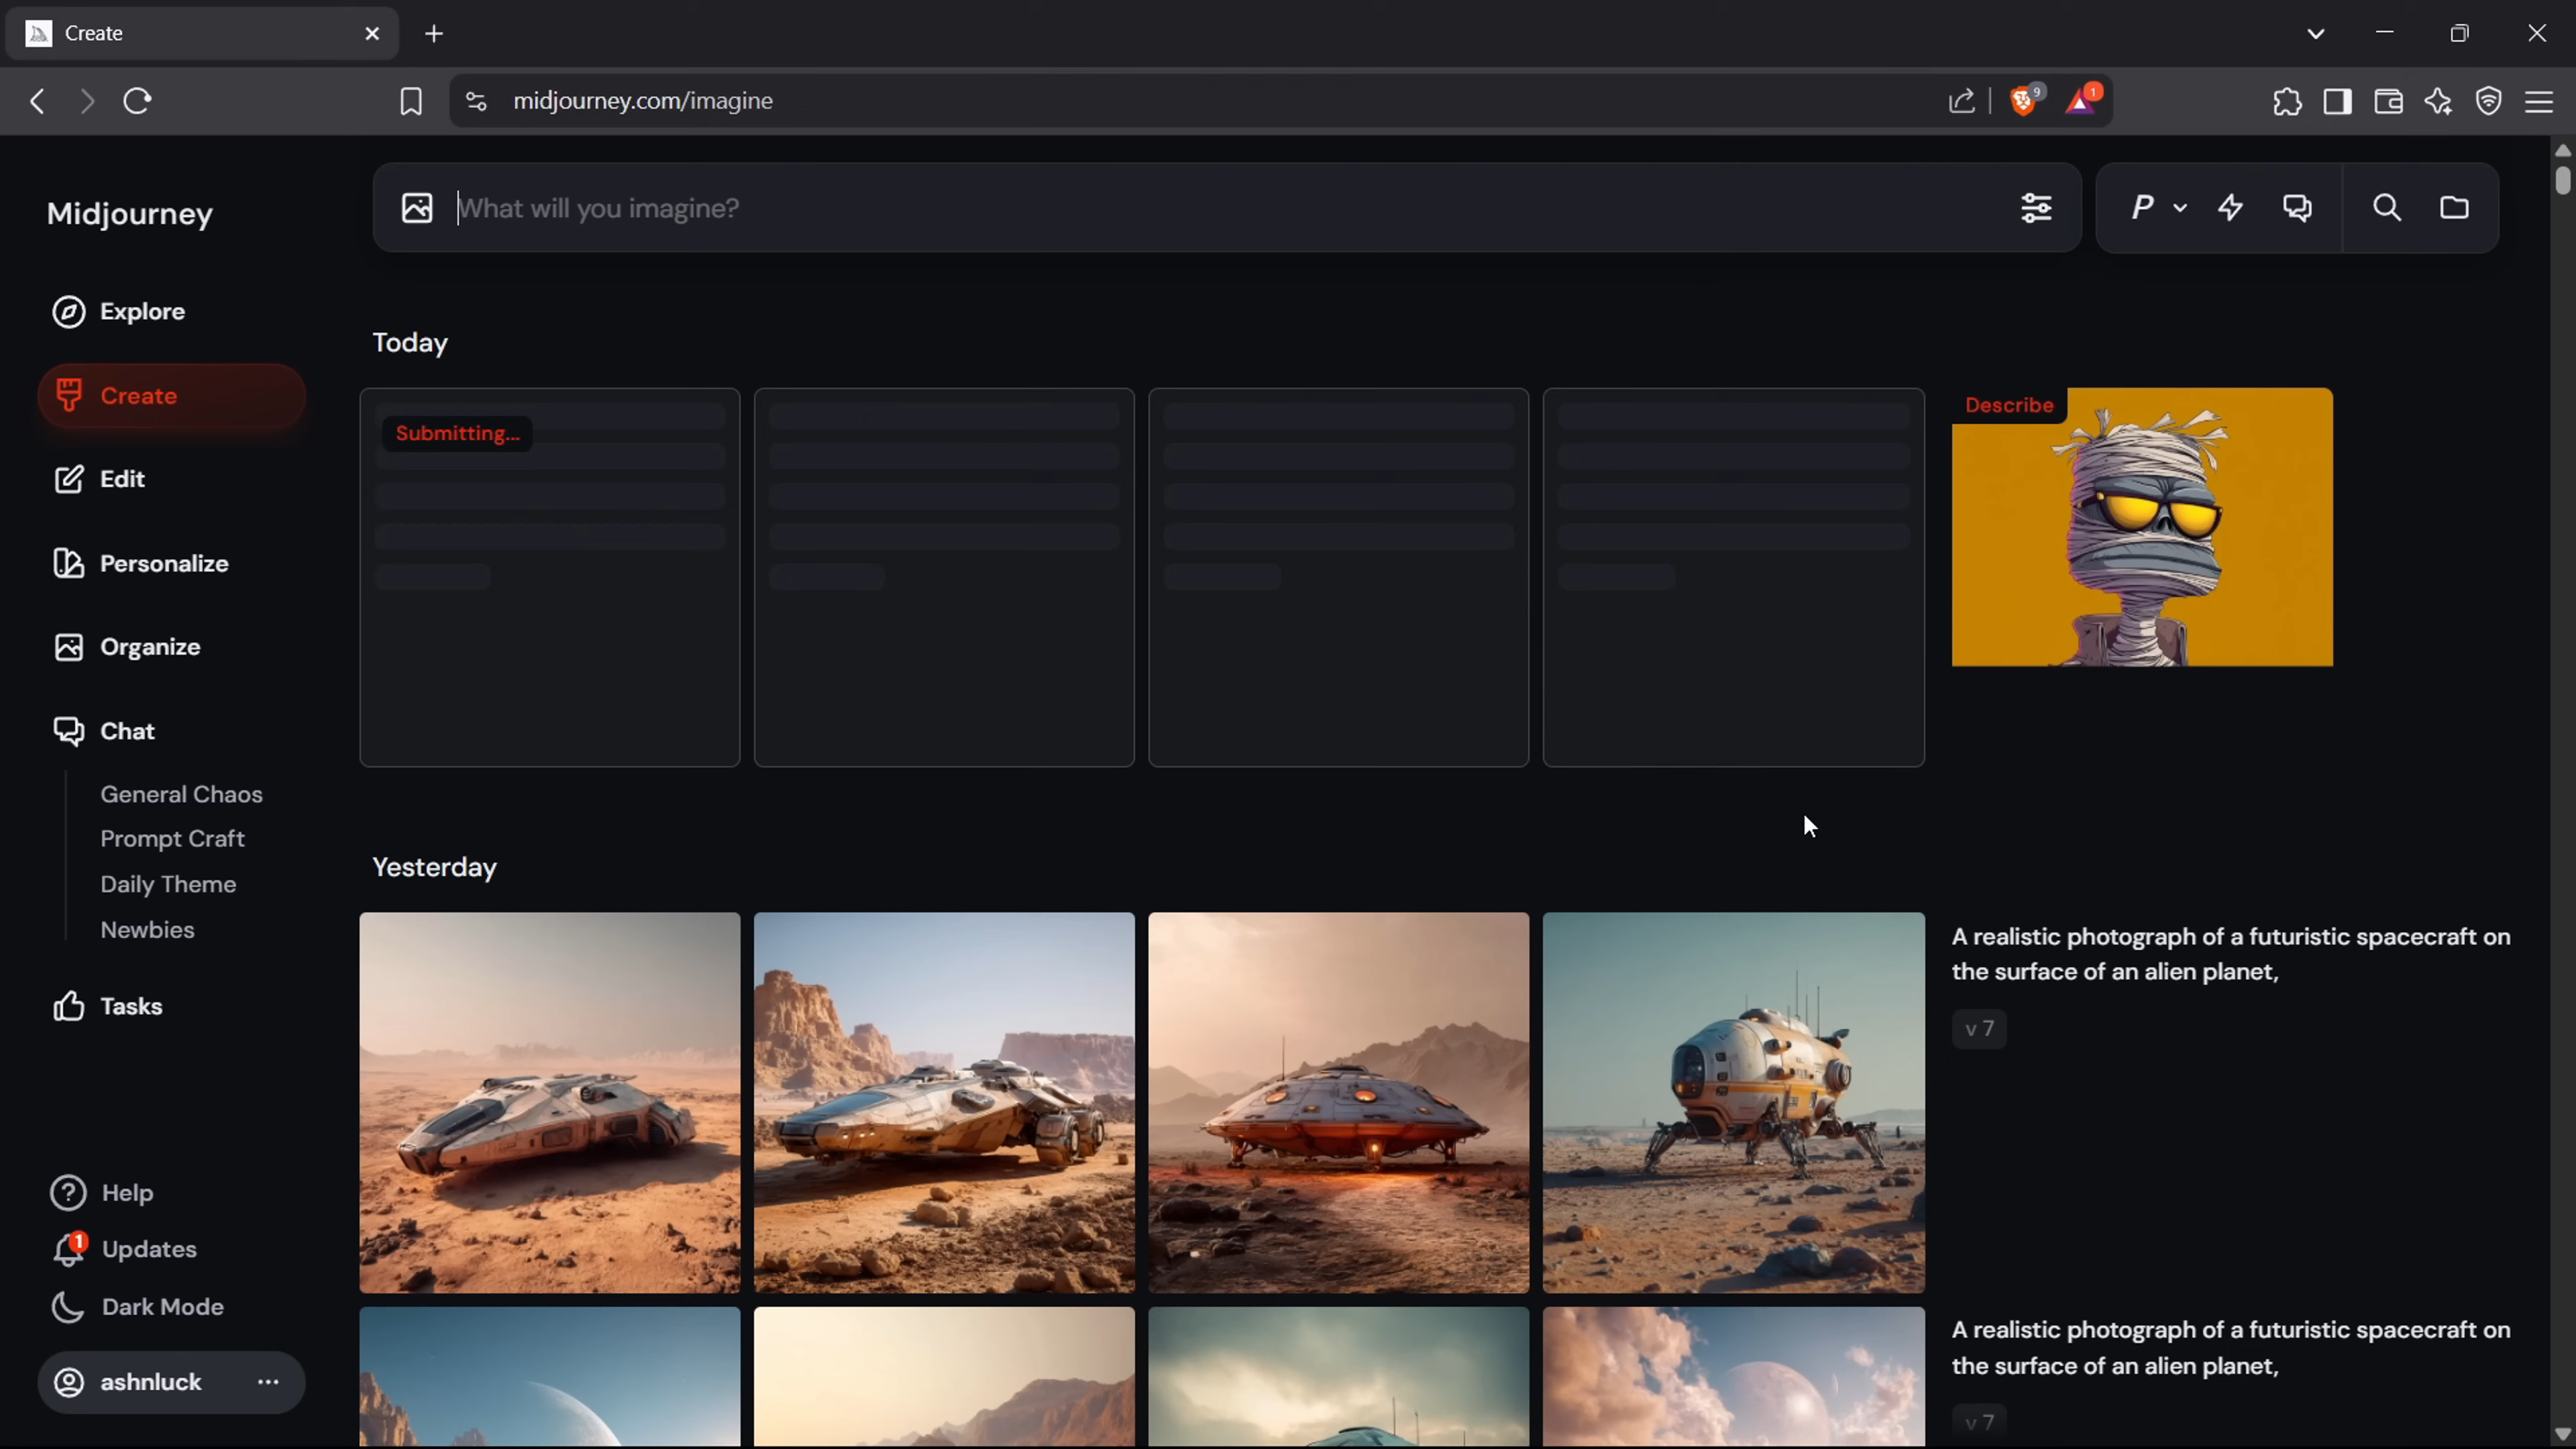 Create
midjourney.com/imagine
9
1
Midjourney
What will you imagine?
P
Explore
Create
Edit
Personalize
Organize
Chat
General Chaos
Prompt Craft
Daily Theme
Newbies
Tasks
Help
1
Updates
Dark Mode
ashnluck
Today
Submitting...
Describe
Yesterday
A realistic photograph of a futuristic spacecraft on
the surface of an alien planet,
v 7
A realistic photograph of a futuristic spacecraft on
the surface of an alien planet,
v 7